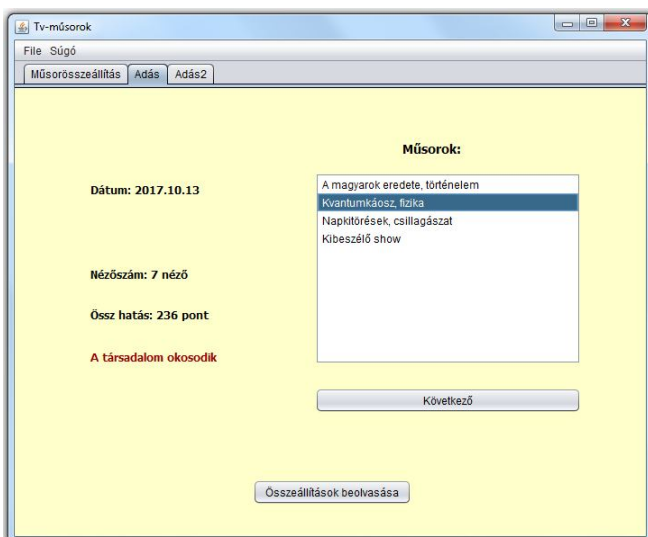 Tv-műsorok
File Súgó
Műsorösszeállítás Adás Adás2
Műsorok:
Dátum: 2017.10.13
A magyarok eredete, történelem
Kvantumkáosz, fizika
Napkitörések, csillagászat
Kibeszélő show
Nézőszám: 7 néző
Össz hatás: 236 pont
A társadalom okosodik
Következő
Összeállítások beolvasása